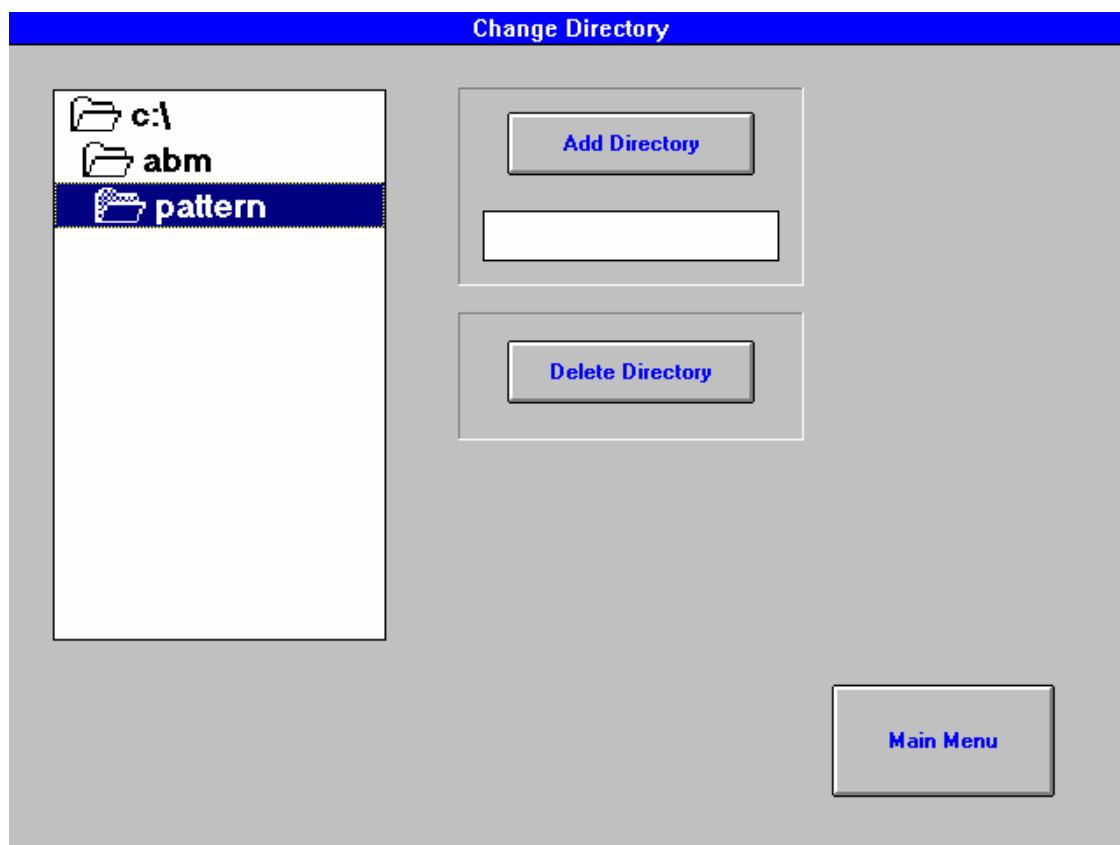 Change Directory
c:\
abm
pattern
Add Directory
Delete Directory
Main Menu